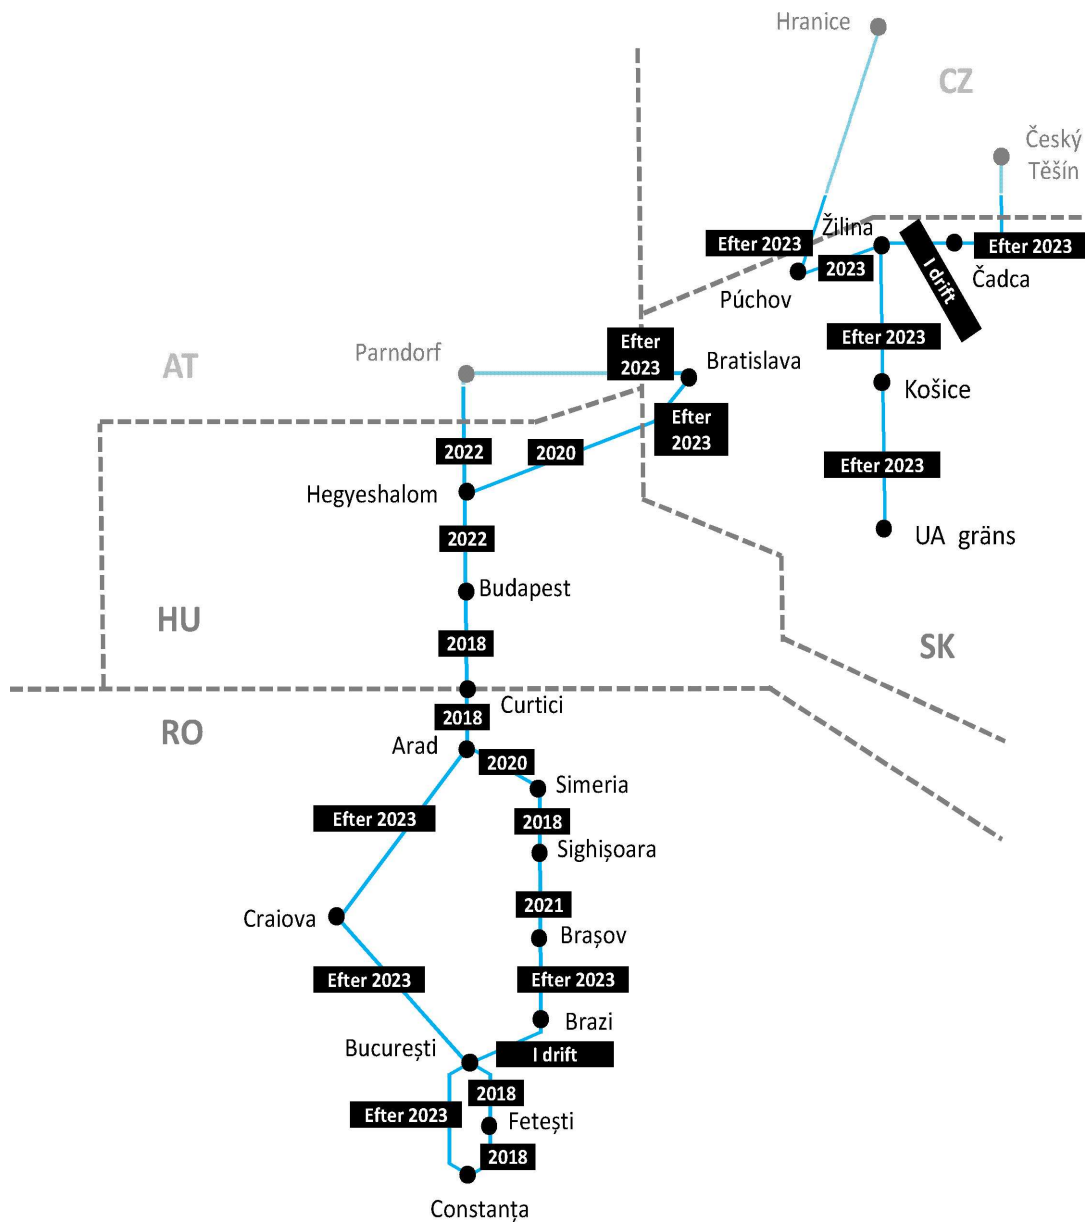 Hranice
CZ
Český
Těšín
Žilina
Efter 2023
Efter 2023
2023
I drift
Čadca
Púchov
Efter 2023
Efter
2023
Bratislava
Parndorf
AT
Košice
Efter
2023
2022
2020
Efter 2023
Hegyeshalom
UA gräns
2022
Budapest
HU
2018
SK
Curtici
2018
RO
Arad
2020
Simeria
Efter 2023
2018
Sighișoara
2021
Craiova
Brașov
Efter 2023
Efter 2023
Brazi
București
I drift
2018
Efter 2023
Fetești
2018
Constanța